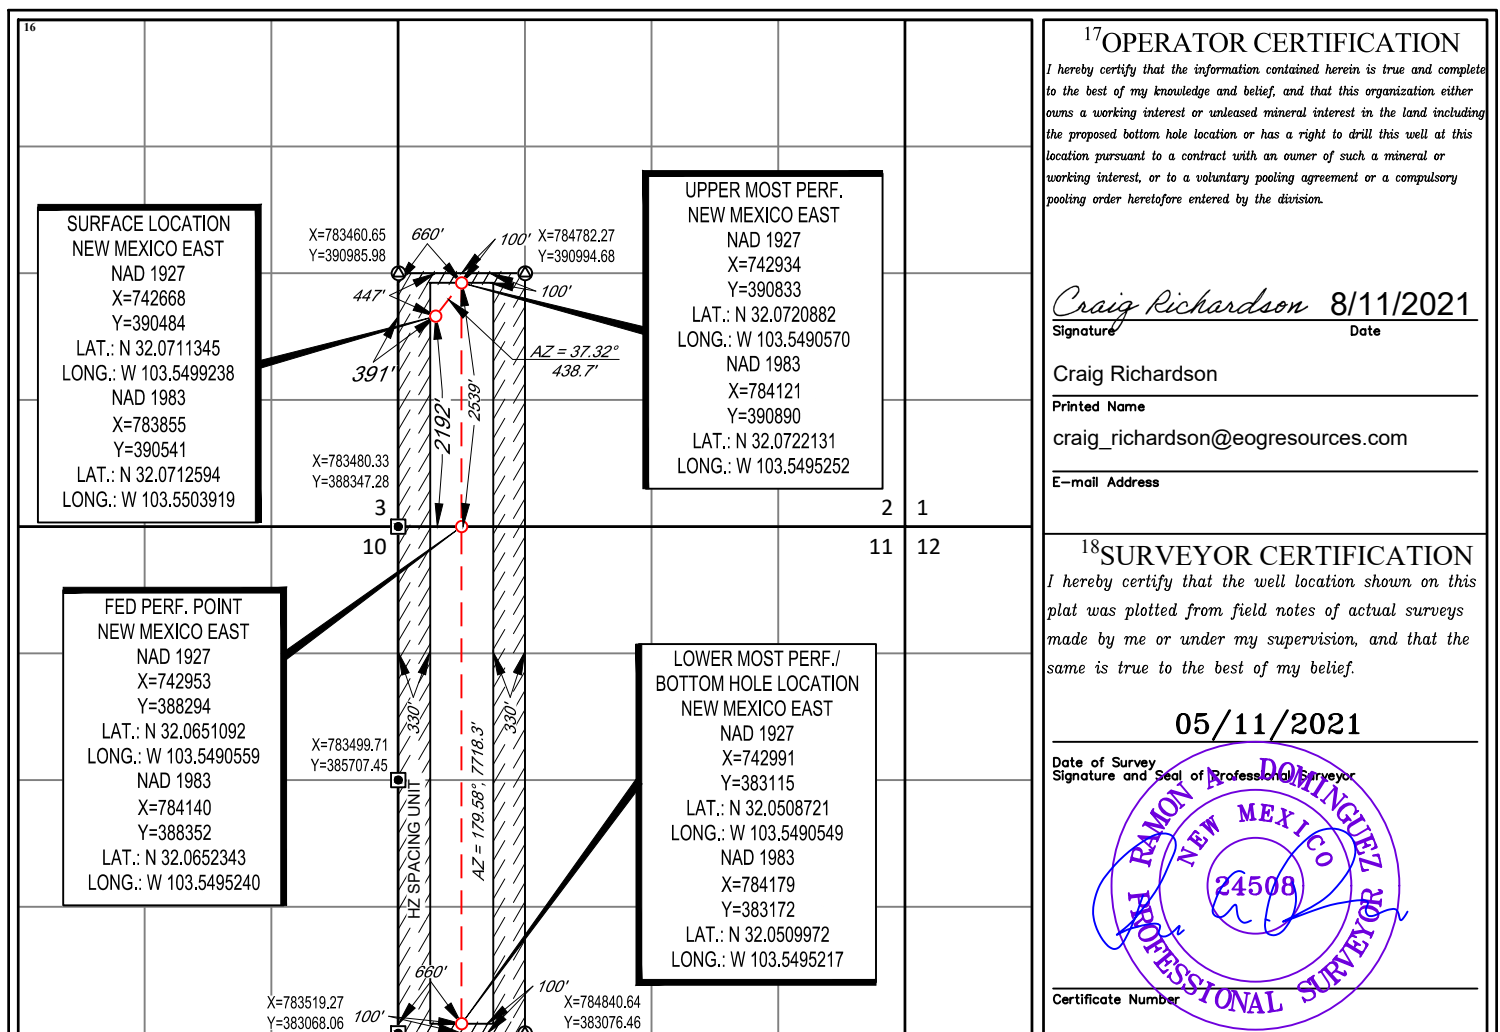 16
SURFACE LOCATION
NEW MEXICO EAST
NAD 1927
X=742668
Y=390484
LAT.: N 32.0711345
LONG.: W 103.5499238
NAD 1983
X=783855
Y=390541
LAT.: N 32.0712594
LONG.: W 103.5503919
X=783460.65
Y=390985.98
660'
100'
X=784782.27
Y=390994.68
447'
100'
391'
AZ = 37.32°
438.7'
2192'
2539'
UPPER MOST PERF.
NEW MEXICO EAST
NAD 1927
X=742934
Y=390833
LAT.: N 32.0720882
LONG.: W 103.5490570
NAD 1983
X=784121
Y=390890
LAT.: N 32.0722131
LONG.: W 103.5495252
X=783480.33
Y=388347.28
3
2
1
10
11
12
FED PERF. POINT
NEW MEXICO EAST
NAD 1927
X=742953
Y=388294
LAT.: N 32.0651092
LONG.: W 103.5490559
NAD 1983
X=784140
Y=388352
LAT.: N 32.0652343
LONG.: W 103.5495240
330'
330'
X=783499.71
Y=385707.45
HZ SPACING UNIT
AZ = 179.58°, 7718.3'
LOWER MOST PERF./
BOTTOM HOLE LOCATION
NEW MEXICO EAST
NAD 1927
X=742991
Y=383115
LAT.: N 32.0508721
LONG.: W 103.5490549
NAD 1983
X=784179
Y=383172
LAT.: N 32.0509972
LONG.: W 103.5495217
660'
100'
X=783519.27
Y=383068.06
100'
X=784840.64
Y=383076.46
17OPERATOR CERTIFICATION
I hereby certify that the information contained herein is true and complete
to the best of my knowledge and belief, and that this organization either
owns a working interest or unleased mineral interest in the land including
the proposed bottom hole location or has a right to drill this well at this
location pursuant to a contract with an owner of such a mineral or
working interest, or to a voluntary pooling agreement or a compulsory
pooling order heretofore entered by the division.
Craig Richardson 8/11/2021
Signature Date
Craig Richardson
Printed Name
craig_richardson@eogresources.com
E-mail Address
18SURVEYOR CERTIFICATION
I hereby certify that the well location shown on this
plat was plotted from field notes of actual surveys
made by me or under my supervision, and that the
same is true to the best of my belief.
05/11/2021
Date of Survey
Signature and Seal of Professional Surveyor
RAMON A. DOMINGUEZ
NEW MEXICO
24508
PROFESSIONAL SURVEYOR
Certificate Number